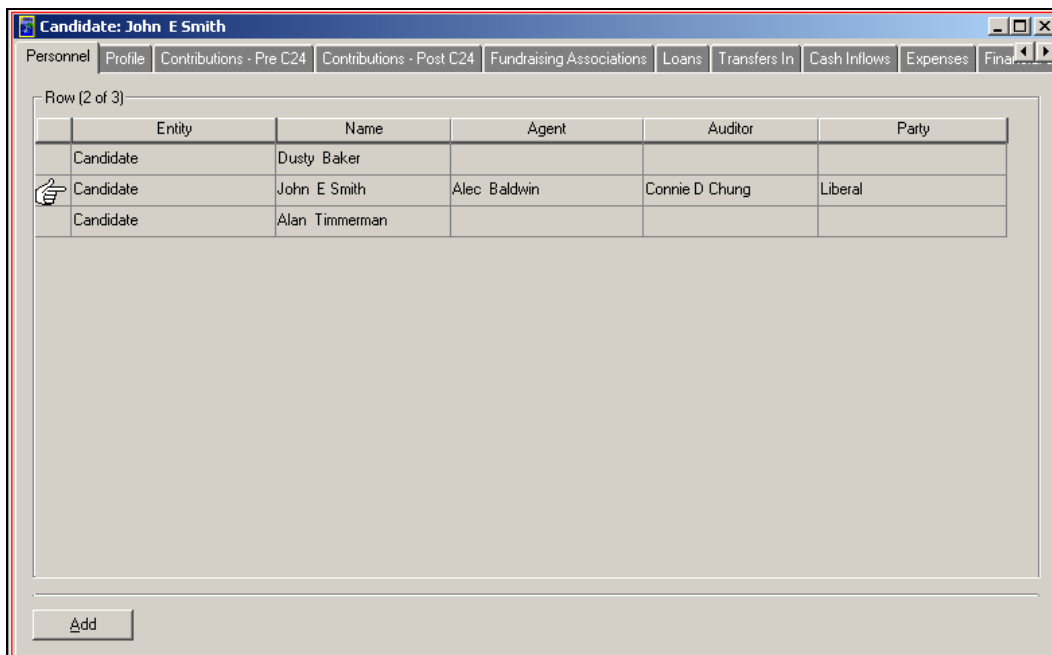 Candidate: John E Smith
Personnel Profile Contributions - Pre C24 Contributions - Post C24 Fundraising Associations Loans Transfers In Cash Inflows Expenses
Row (2 of 3)
Entity Name Agent Auditor Party
Candidate Dusty Baker
Candidate John E Smith Alec Baldwin Connie D Chung Liberal
Candidate Alan Timmerman
Add